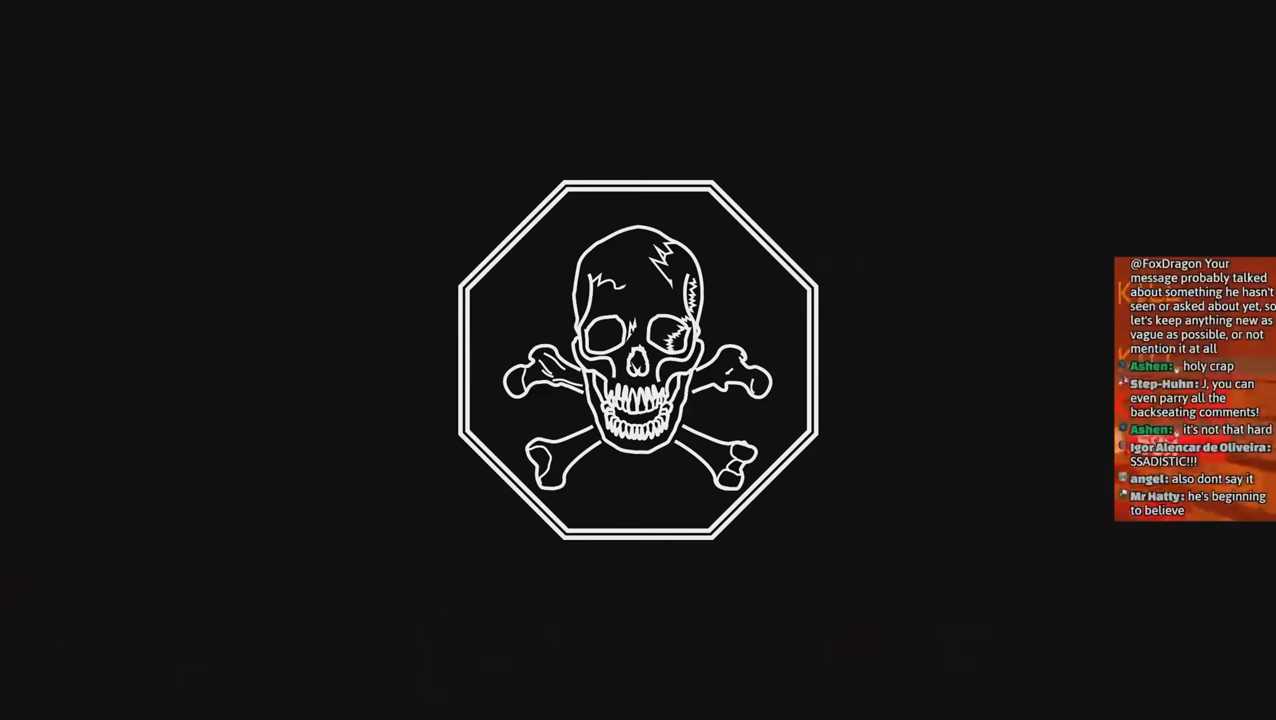 @FoxDragon Your
message probably talked
about something he hasn't
seen or asked about yet, so
let's keep anything new as
vague as possible, or not
mention it at all
Ashen: holy crap
Step-Huhn: J, you can
even parry all the
backseating comments!
Ashen: it's not that hard
Igor Alencar de Oliveira:
SSADISTIC!!!
angel: also dont say it
Mr Hatty: he's beginning
to believe